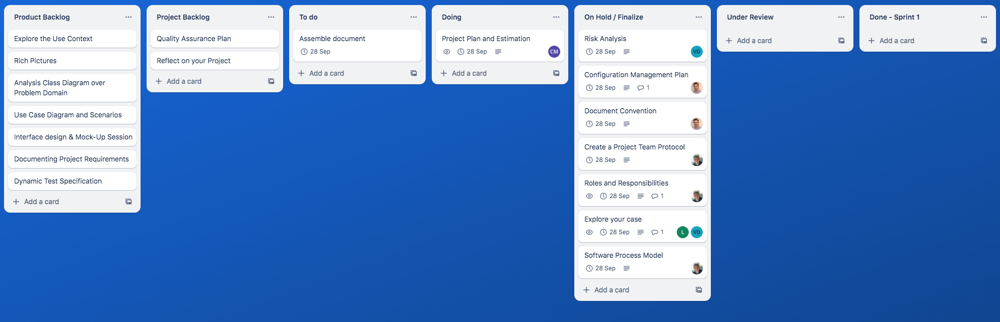 Product Backlog
Explore the Use Context
Rich Pictures
Analysis Class Diagram over
Problem Domain
Use Case Diagram and Scenarios
Interface design & Mock-Up Session
Documenting Project Requirements
Dynamic Test Specification
Add a card
Project Backlog
Quality Assurance Plan
Reflect on your Project
Add a card
To do
Assemble document
28 Sep
Add a card
Doing
Project Plan and Estimation
28 Sep CM
Add a card
On Hold / Finalize
Risk Analysis
28 Sep VD
Configuration Management Plan
28 Sep 1
Document Convention
28 Sep
Create a Project Team Protocol
28 Sep
Roles and Responsibilities
28 Sep 1
Explore your case
28 Sep 1 L VD
Software Process Model
28 Sep
Add a card
Under Review
Add a card
Done - Sprint 1
Add a card